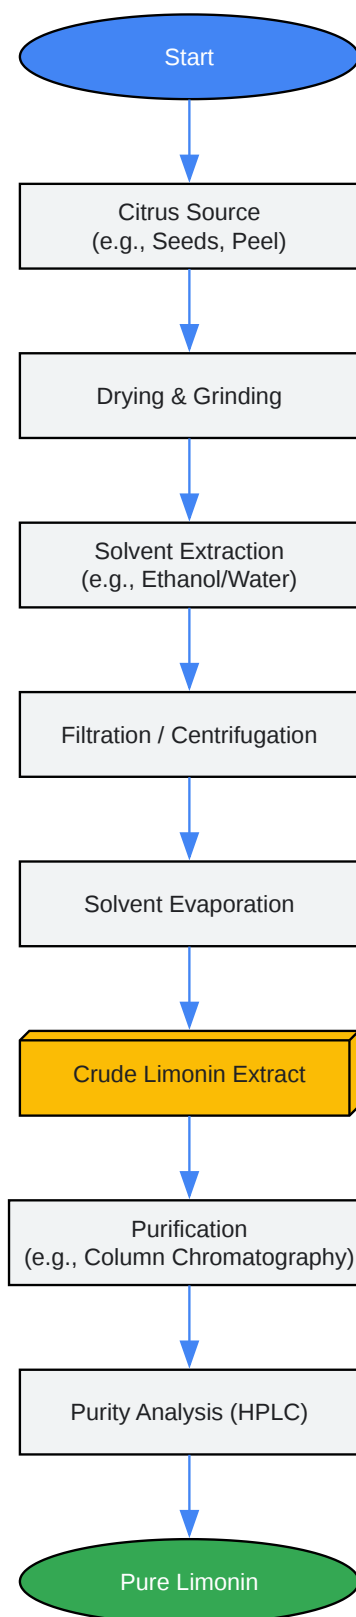 Start
Citrus Source
(e.g., Seeds, Peel)
Drying & Grinding
Solvent Extraction
(e.g., Ethanol/Water)
Filtration / Centrifugation
Solvent Evaporation
Crude Limonin Extract
Purification
(e.g., Column Chromatography)
Purity Analysis (HPLC)
Pure Limonin